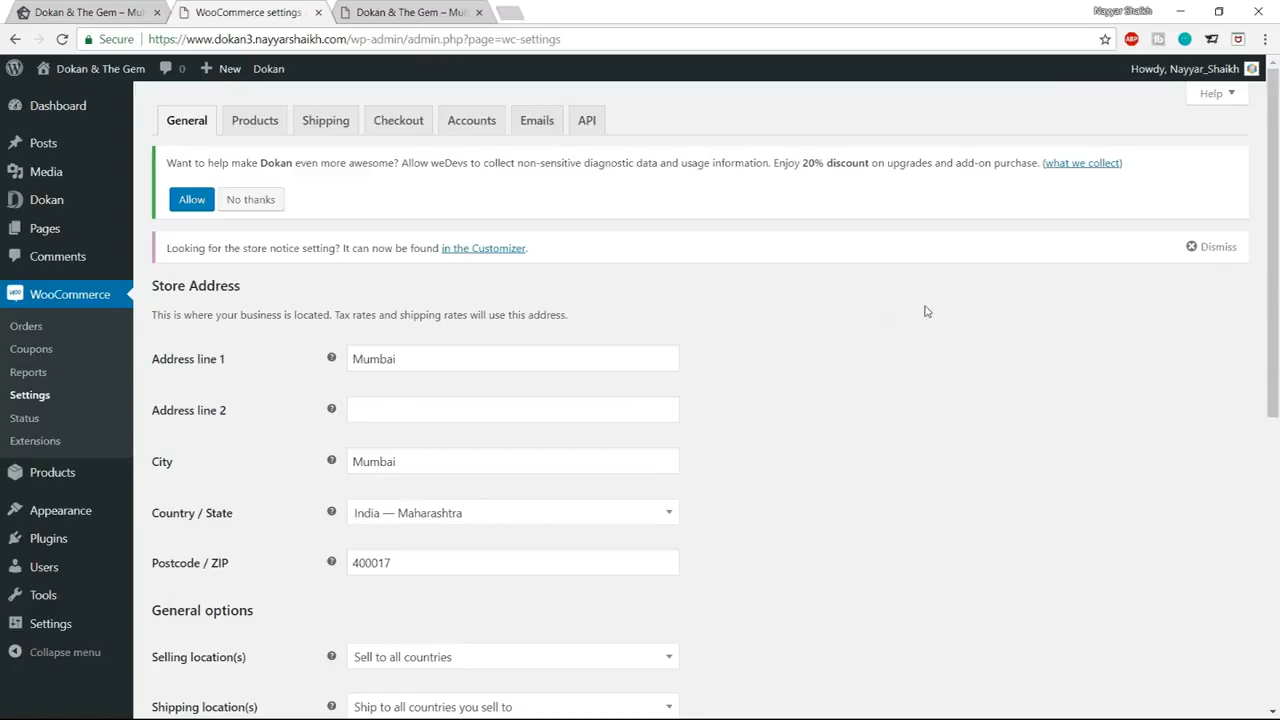 Dokan & The Gem – Mul
WooCommerce settings
Dokan & The Gem – Mul
Nayyar Shaikh
Secure
https://www.dokan3.nayyarshaikh.com/wp-admin/admin.php?page=wc-settings
ABP
Dokan & The Gem
0
New
Dokan
Howdy, Nayyar_Shaikh
Help
Dashboard
Posts
Media
Dokan
Pages
Comments
WooCommerce
Orders
Coupons
Reports
Settings
Status
Extensions
Products
Appearance
Plugins
Users
Tools
Settings
Collapse menu
General
Products
Shipping
Checkout
Accounts
Emails
API
Want to help make Dokan even more awesome? Allow weDevs to collect non-sensitive diagnostic data and usage information. Enjoy 20% discount on upgrades and add-on purchase. (what we collect)
Allow
No thanks
Looking for the store notice setting? It can now be found in the Customizer.
Dismiss
Store Address
This is where your business is located. Tax rates and shipping rates will use this address.
Address line 1
Mumbai
Address line 2
City
Mumbai
Country / State
India — Maharashtra
Postcode / ZIP
400017
General options
Selling location(s)
Sell to all countries
Shipping location(s)
Ship to all countries you sell to